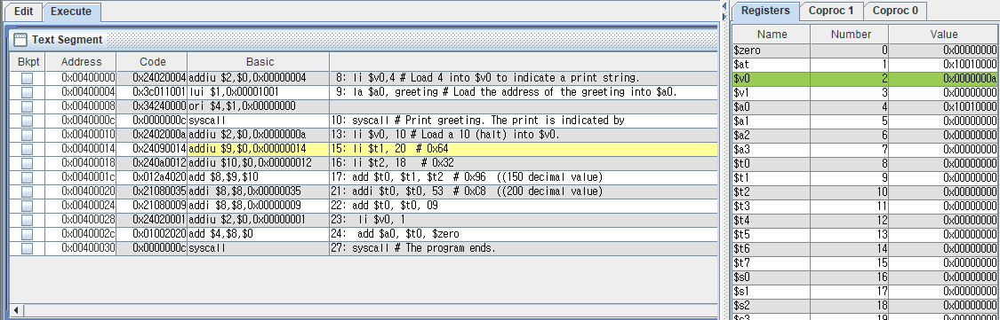 Edit Execute
Text Segment
Bkpt Address Code Basic
0x00400000 0x24020004 addiu $2,$0,0x00000004 8: li $v0,4 # Load 4 into $v0 to indicate a print string.
0x00400004 0x3c011001 lui $1,0x00001001 9: la $a0, greeting # Load the address of the greeting into $a0.
0x00400008 0x34240000 ori $4,$1,0x00000000
0x0040000c 0x0000000c syscall 10: syscall # Print greeting. The print is indicated by
0x00400010 0x2402000a addiu $2,$0,0x0000000a 13: li $v0, 10 # Load a 10 (halt) into $v0.
0x00400014 0x24090014 addiu $9,$0,0x00000014 15: li $t1, 20 # 0x64
0x00400018 0x240a0012 addiu $10,$0,0x00000012 16: li $t2, 18 # 0x32
0x0040001c 0x012a4020 add $8,$9,$10 17: add $t0, $t1, $t2 # 0x96 ((150 decimal value)
0x00400020 0x21080035 addi $8,$8,0x00000035 21: addi $t0, $t0, 53 # 0xC8 ((200 decimal value)
0x00400024 0x21080009 addi $8,$8,0x00000009 22: add $t0, $t0, 09
0x00400028 0x24020001 addiu $2,$0,0x00000001 23: li $v0, 1
0x0040002c 0x01002020 add $4,$8,$0 24: add $a0, $t0, $zero
0x00400030 0x0000000c syscall 27: syscall # The program ends.
Registers Coproc 1 Coproc 0
Name Number Value
$zero 0 0x00000000
$at 1 0x10010000
$v0 2 0x0000000a
$v1 3 0x00000000
$a0 4 0x10010000
$a1 5 0x00000000
$a2 6 0x00000000
$a3 7 0x00000000
$t0 8 0x00000000
$t1 9 0x00000000
$t2 10 0x00000000
$t3 11 0x00000000
$t4 12 0x00000000
$t5 13 0x00000000
$t6 14 0x00000000
$t7 15 0x00000000
$s0 16 0x00000000
$s1 17 0x00000000
$s2 18 0x00000000
$s3 19 0x00000000